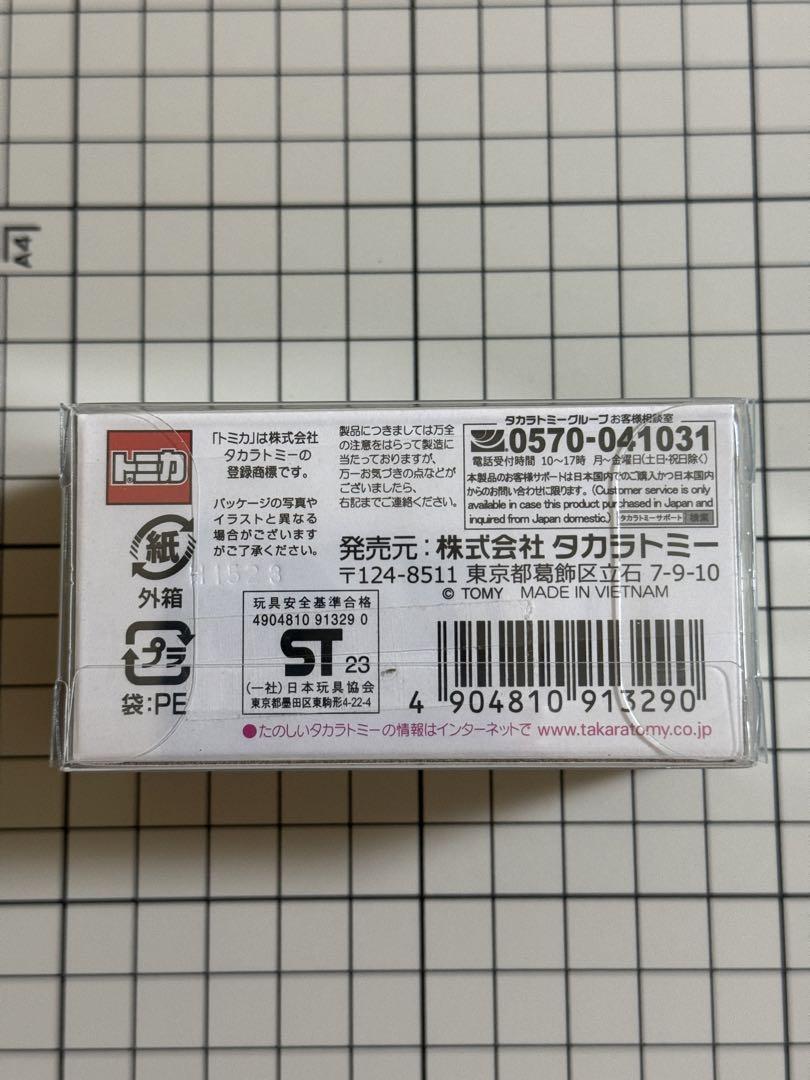 A4
トミカ
「トミカ」は株式会社
タカラトミーの
登録商標です。
パッケージの写真や
イラストと異なる
場合がございます
がご了承ください。
製品につきましては万全
の注意をはらって製造に
当たっておりますが、
万一お気づきの点などが
ございましたら、
右記までご連絡ください。
タカラトミーグループ お客様相談室
0570-041031
電話受付時間 10〜17時 月〜金曜日(土日・祝日除く)
本製品のお客様サポートは日本国内でのご購入かつ日本国内
からのお問い合わせに限ります。(Customer service is only
available in case this product purchased in Japan and
inquired from Japan domestic.) タカラトミーサポート 検索
紙
外箱
プラ
袋:PE
H1523
発売元:株式会社 タカラトミー
〒124-8511 東京都葛飾区立石 7-9-10
© TOMY MADE IN VIETNAM
玩具安全基準合格
4904810 91329 0
ST 23
(一社)日本玩具協会
東京都墨田区東駒形4-22-4
4 904810 913290
●たのしいタカラトミーの情報はインターネットで www.takaratomy.co.jp